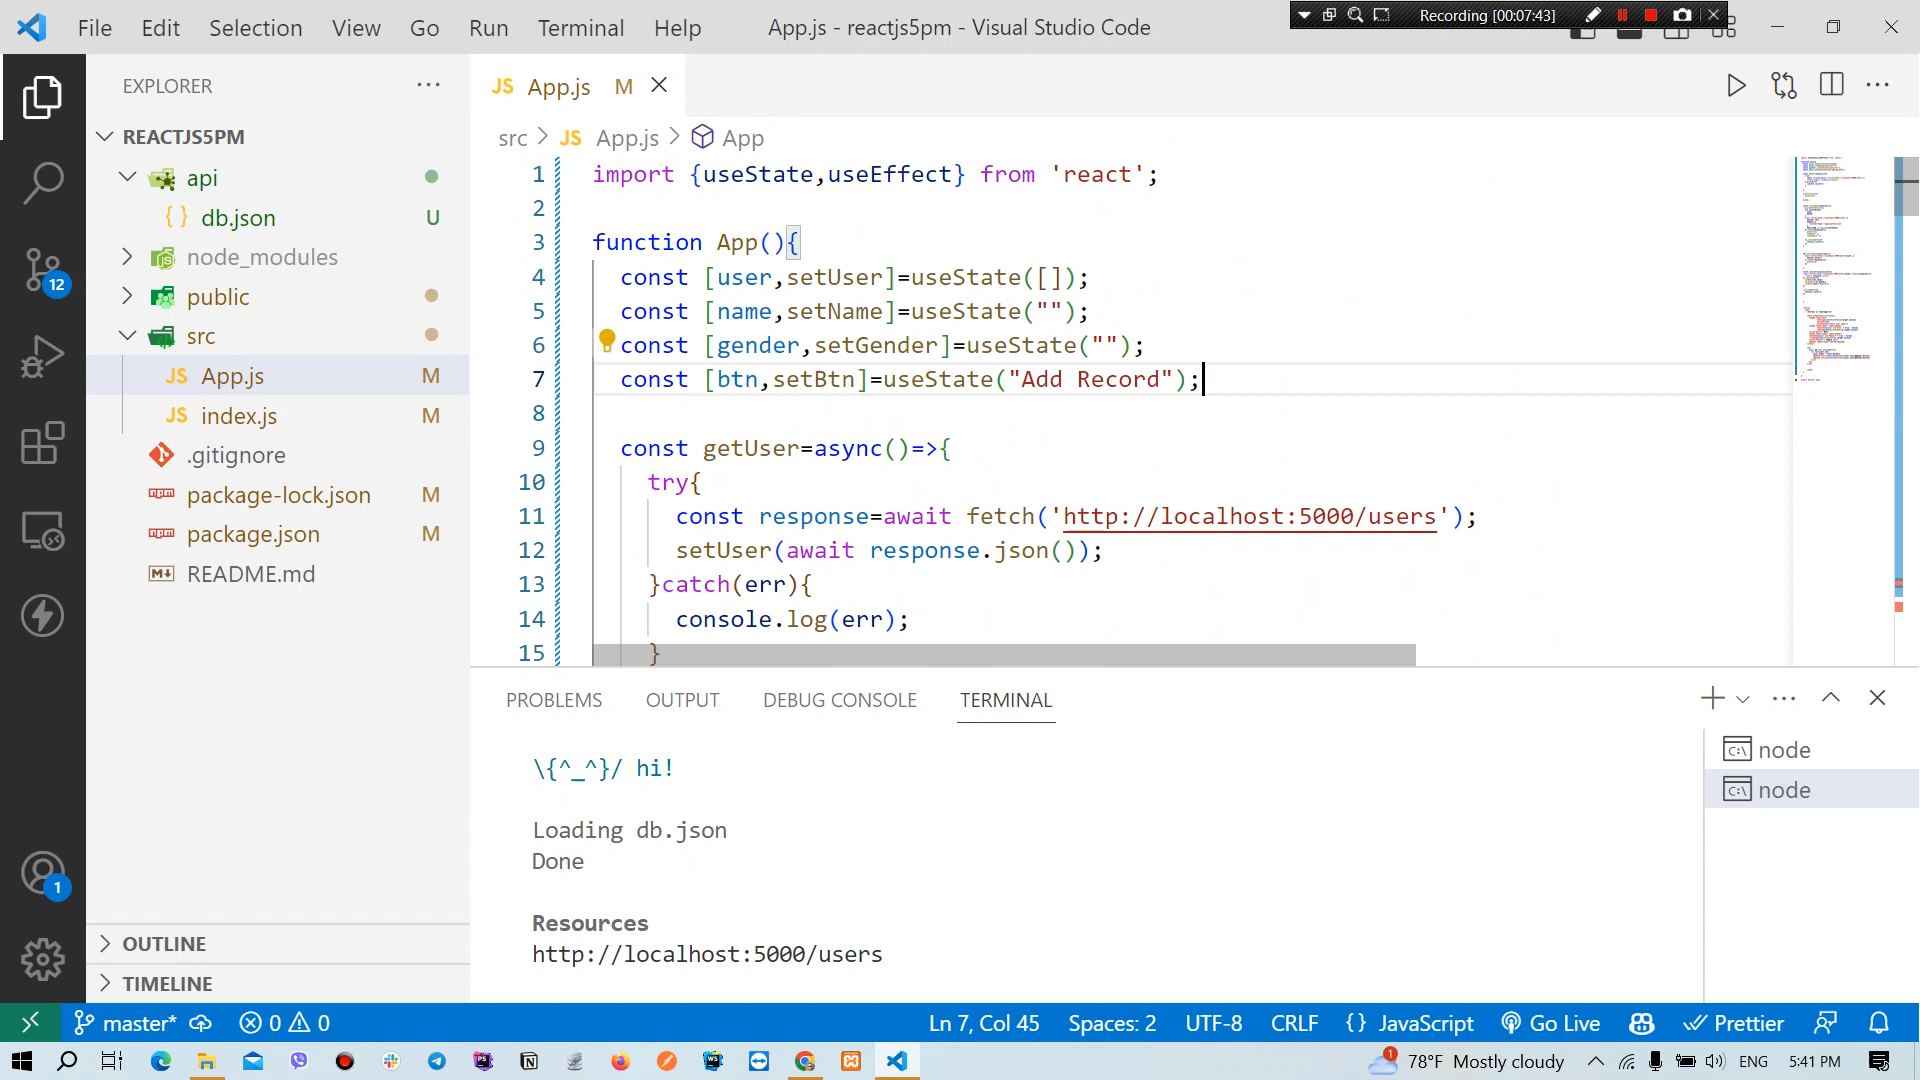 File Edit Selection View Go Run Terminal Help
App.js - reactjs5pm - Visual Studio Code
Recording [00:07:43]
EXPLORER
REACTJS5PM
api
{} db.json U
node_modules
public
src
JS App.js M
JS index.js M
.gitignore
package-lock.json M
package.json M
README.md
OUTLINE
TIMELINE
12
1
JS App.js M
src > JS App.js > App
1 import {useState,useEffect} from 'react';
2
3 function App(){
4 const [user,setUser]=useState([]);
5 const [name,setName]=useState("");
6 const [gender,setGender]=useState("");
7 const [btn,setBtn]=useState("Add Record");
8
9 const getUser=async()=>{
10 try{
11 const response=await fetch('http://localhost:5000/users');
12 setUser(await response.json());
13 }catch(err){
14 console.log(err);
15 }
PROBLEMS OUTPUT DEBUG CONSOLE TERMINAL
\{^_^}/ hi!
Loading db.json
Done
Resources
http://localhost:5000/users
node
node
master* 0 0
Ln 7, Col 45 Spaces: 2 UTF-8 CRLF {} JavaScript Go Live Prettier
1 78°F Mostly cloudy ENG 5:41 PM